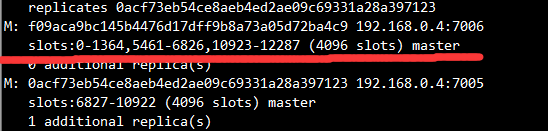 replicates 0acf73eb54ce8aeb4ed2ae09c69331a28a397123
M: f09aca9bc145b4476d17dff9b8a73a05d72ba4c9 192.168.0.4:7006
slots:0-1364,5461-6826,10923-12287 (4096 slots) master
0 additional replica(s)
M: 0acf73eb54ce8aeb4ed2ae09c69331a28a397123 192.168.0.4:7005
slots:6827-10922 (4096 slots) master
1 additional replica(s)